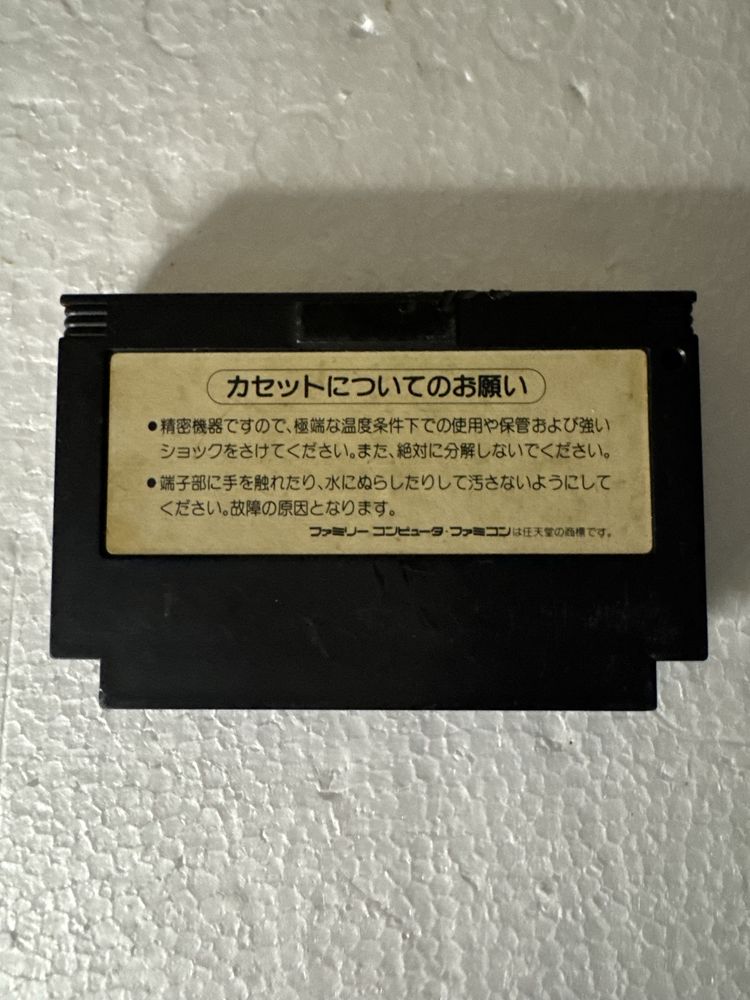 カセットについてのお願い
●精密機器ですので、極端な温度条件下での使用や保管および強い
ショックをさけてください。また、絶対に分解しないでください。
●端子部に手を触れたり、水にぬらしたりして汚さないようにして
ください。故障の原因となります。
ファミリーコンピュータ・ファミコンは任天堂の商標です。